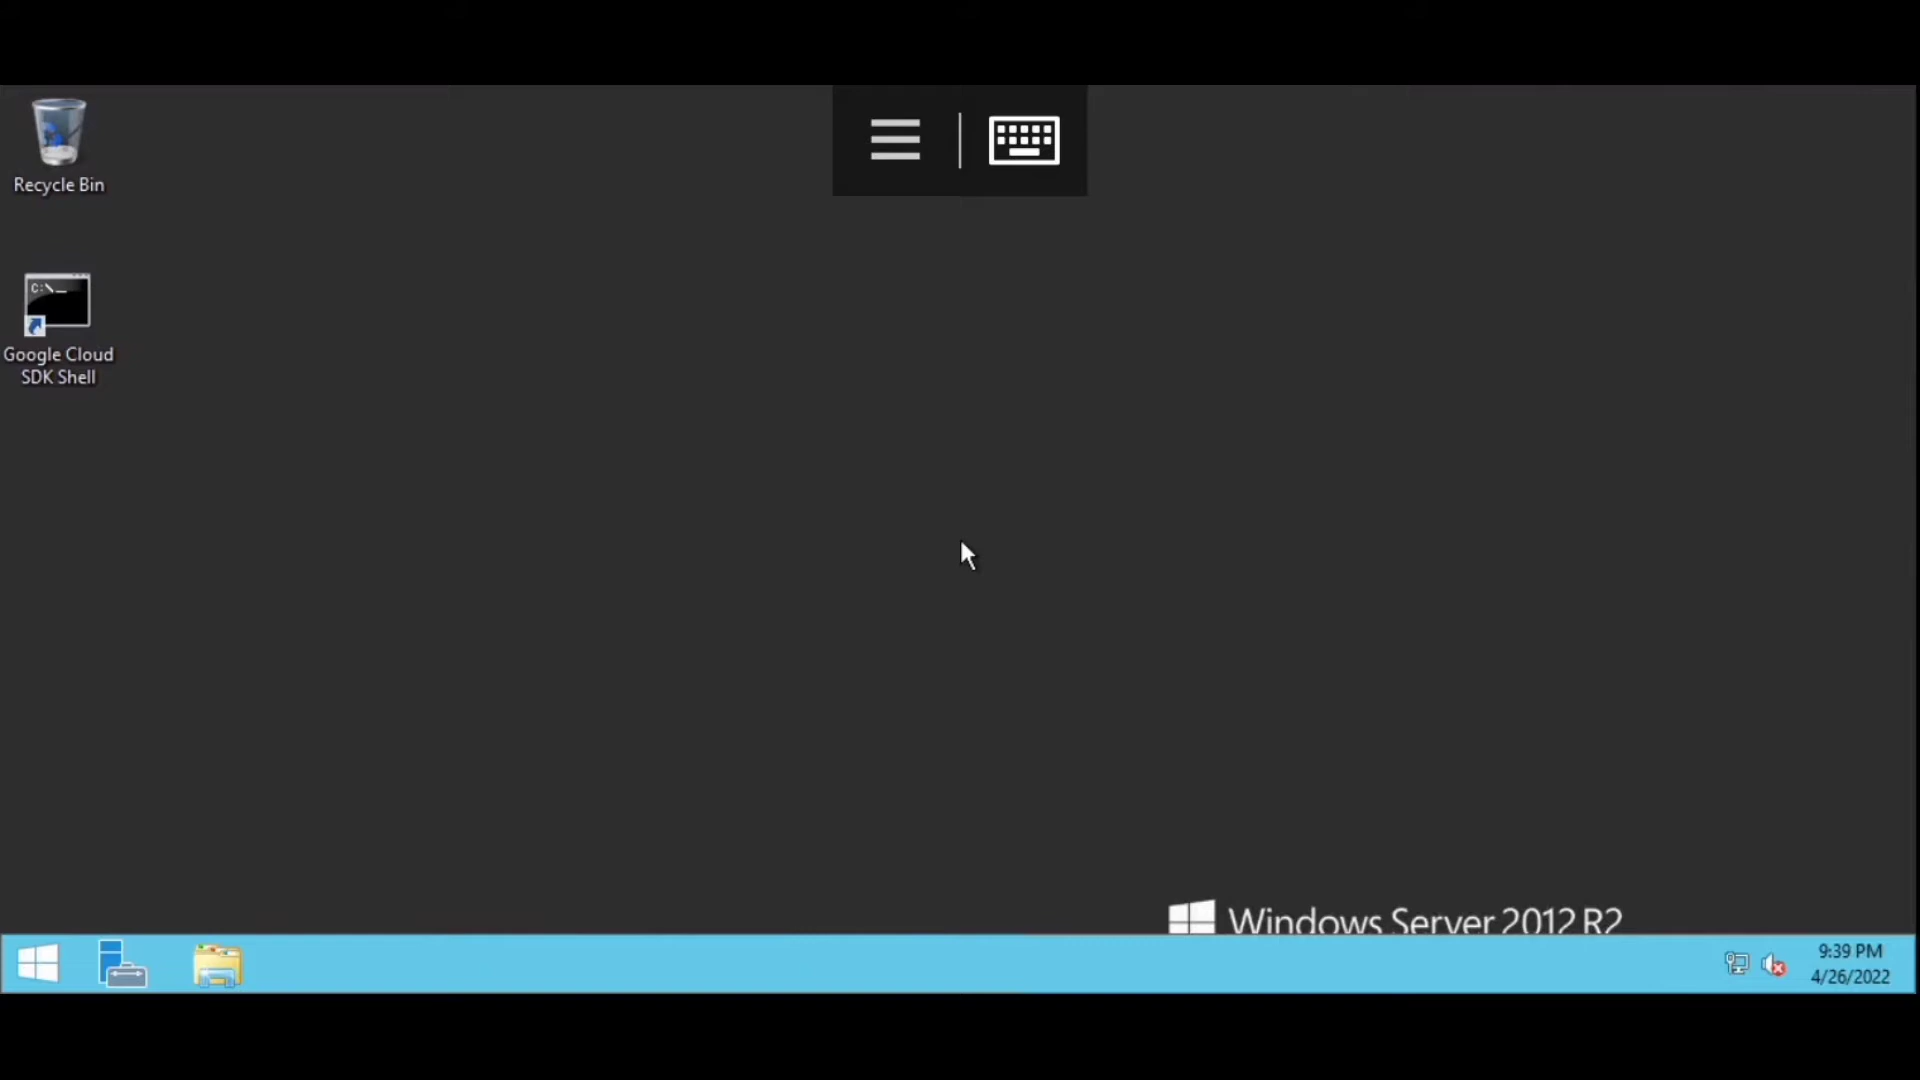 Recycle Bin
C:\_
Google Cloud
SDK Shell
Windows Server 2012 R2
9:39 PM
4/26/2022